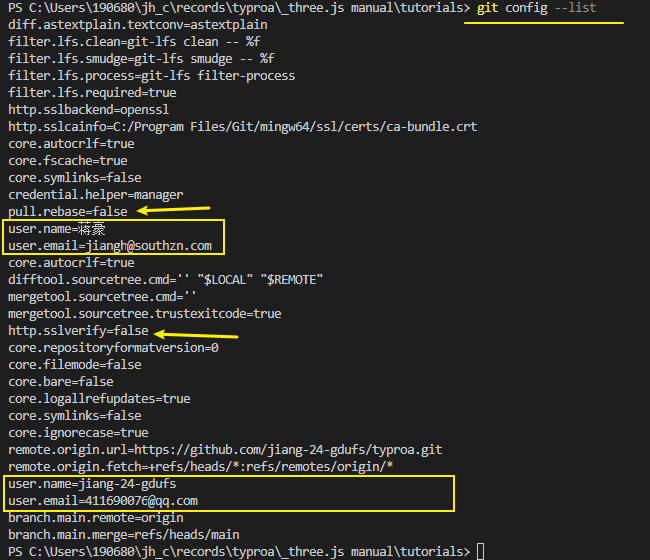 PS C:\Users\190680\jh_c\records\typroa\_three.js manual\tutorials> git config --list
diff.astextplain.textconv=astextplain
filter.lfs.clean=git-lfs clean -- %f
filter.lfs.smudge=git-lfs smudge -- %f
filter.lfs.process=git-lfs filter-process
filter.lfs.required=true
http.sslbackend=openssl
http.sslcainfo=C:/Program Files/Git/mingw64/ssl/certs/ca-bundle.crt
core.autocrlf=true
core.fscache=true
core.symlinks=false
credential.helper=manager
pull.rebase=false
user.name=蒋豪
user.email=jiangh@southzn.com
core.autocrlf=true
difftool.sourcetree.cmd='' "$LOCAL" "$REMOTE"
mergetool.sourcetree.cmd=''
mergetool.sourcetree.trustexitcode=true
http.sslverify=false
core.repositoryformatversion=0
core.filemode=false
core.bare=false
core.logallrefupdates=true
core.symlinks=false
core.ignorecase=true
remote.origin.url=https://github.com/jiang-24-gdufs/typroa.git
remote.origin.fetch=+refs/heads/*:refs/remotes/origin/*
user.name=jiang-24-gdufs
user.email=411690076@qq.com
branch.main.remote=origin
branch.main.merge=refs/heads/main
PS C:\Users\190680\jh_c\records\typroa\_three.js manual\tutorials>